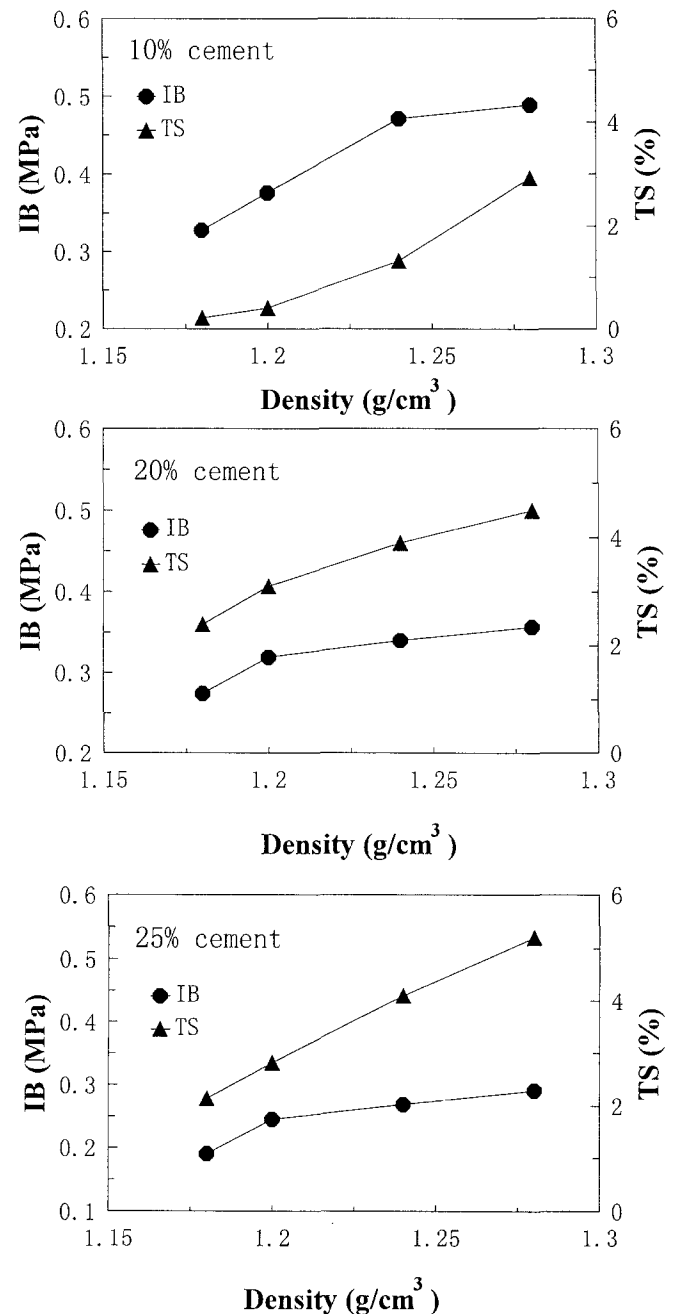 0.6
0.5
0.4
0.3
0.2
IB (MPa)
10% cement
IB
TS
6
4
2
0
TS (%)
1.15
1.2
1.25
1.3
Density (g/cm³ )
0.6
0.5
0.4
0.3
0.2
IB (MPa)
20% cement
IB
TS
6
4
2
0
TS (%)
1.15
1.2
1.25
1.3
Density (g/cm³ )
0.6
0.5
0.4
0.3
0.2
0.1
IB (MPa)
25% cement
IB
TS
6
4
2
0
TS (%)
1.15
1.2
1.25
1.3
Density (g/cm³ )